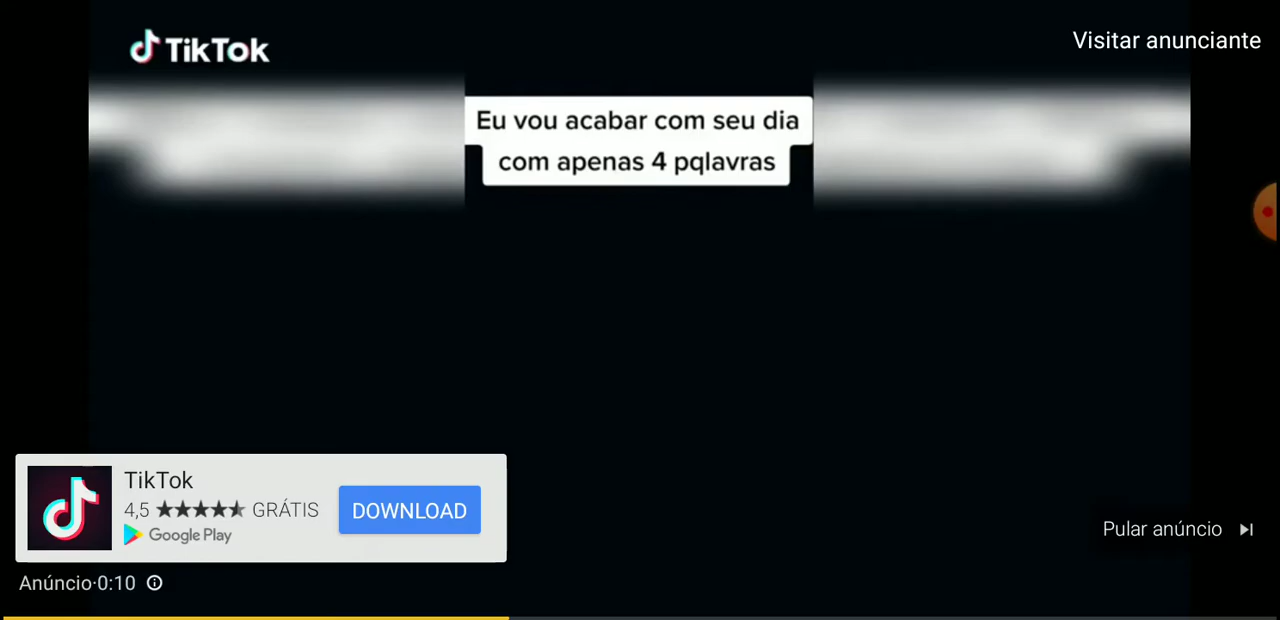 TikTok
Visitar anunciante
Eu vou acabar com seu dia
com apenas 4 pqlavras
TikTok
4,5 GRÁTIS
Google Play
DOWNLOAD
Pular anúncio
Anúncio·0:10